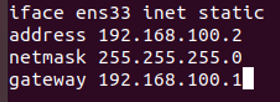 iface ens33 inet static
address 192.168.100.2
netmask 255.255.255.0
gateway 192.168.100.1